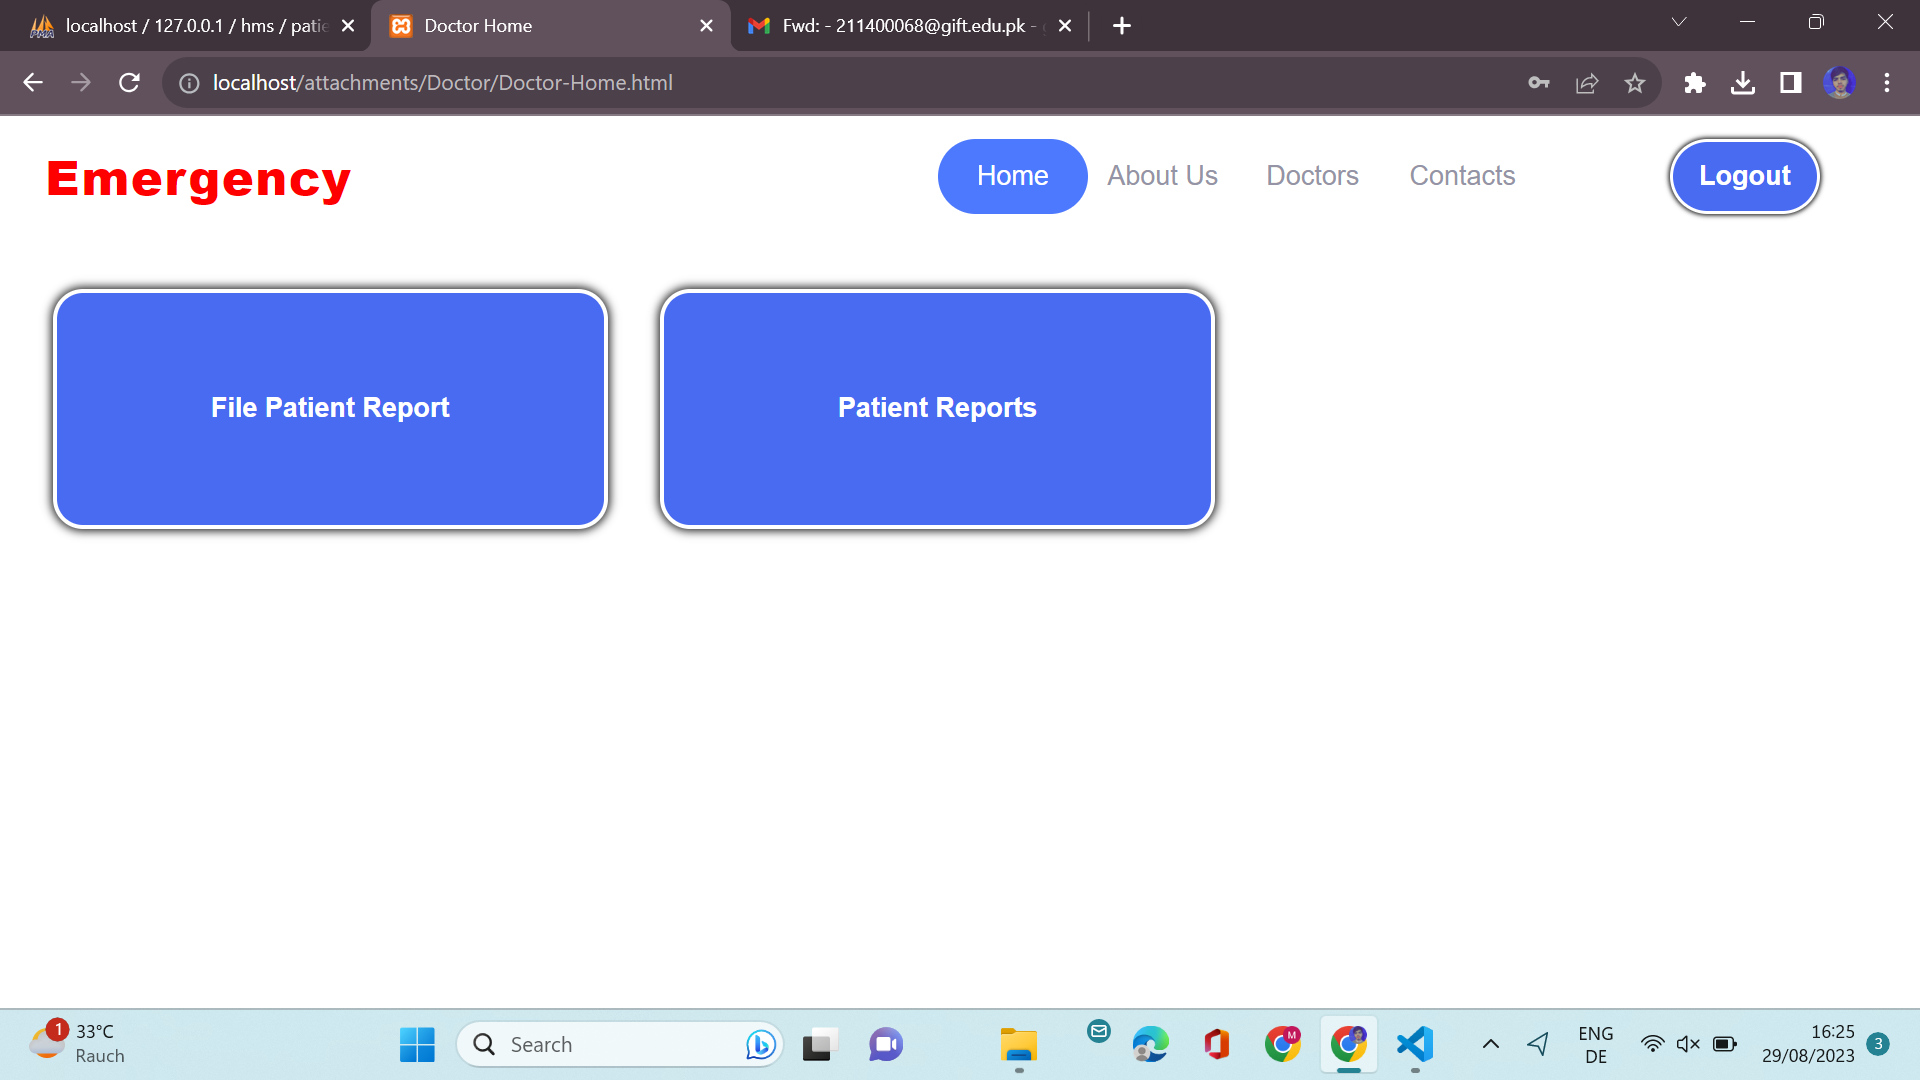 localhost / 127.0.0.1 / hms / patie
Doctor Home
Fwd: - 211400068@gift.edu.pk -
localhost/attachments/Doctor/Doctor-Home.html
Emergency
Home
About Us
Doctors
Contacts
Logout
File Patient Report
Patient Reports
1
33°C
Rauch
Search
M
ENG
DE
16:25
29/08/2023
3